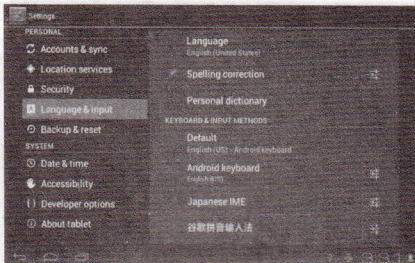 Settings
PERSONAL
Accounts & sync
Location services
Security
Language & input
Backup & reset
SYSTEM
Date & time
Accessibility
Developer options
About tablet
Language
English (United States)
Spelling correction
Personal dictionary
KEYBOARD & INPUT METHODS
Default
English (US) - Android keyboard
Android keyboard
English (US)
Japanese IME
谷歌拼音输入法